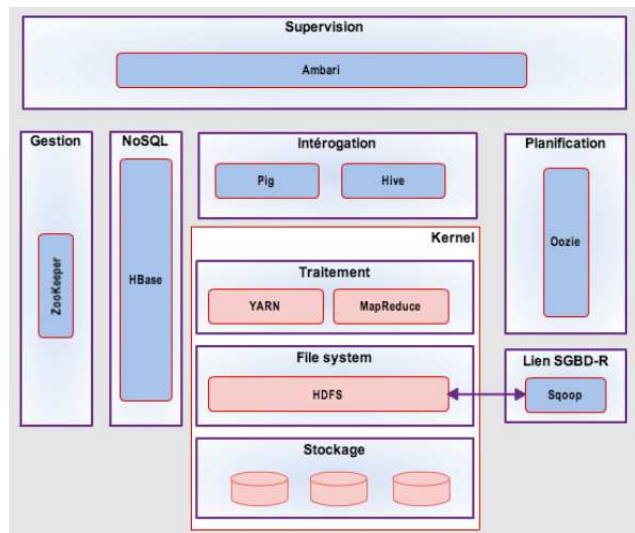 Supervision
Ambari
Gestion
ZooKeeper
NoSQL
HBase
Intérogation
Pig
Hive
Planification
Oozie
Kernel
Traitement
YARN
MapReduce
File system
HDFS
Lien SGBD-R
Sqoop
Stockage